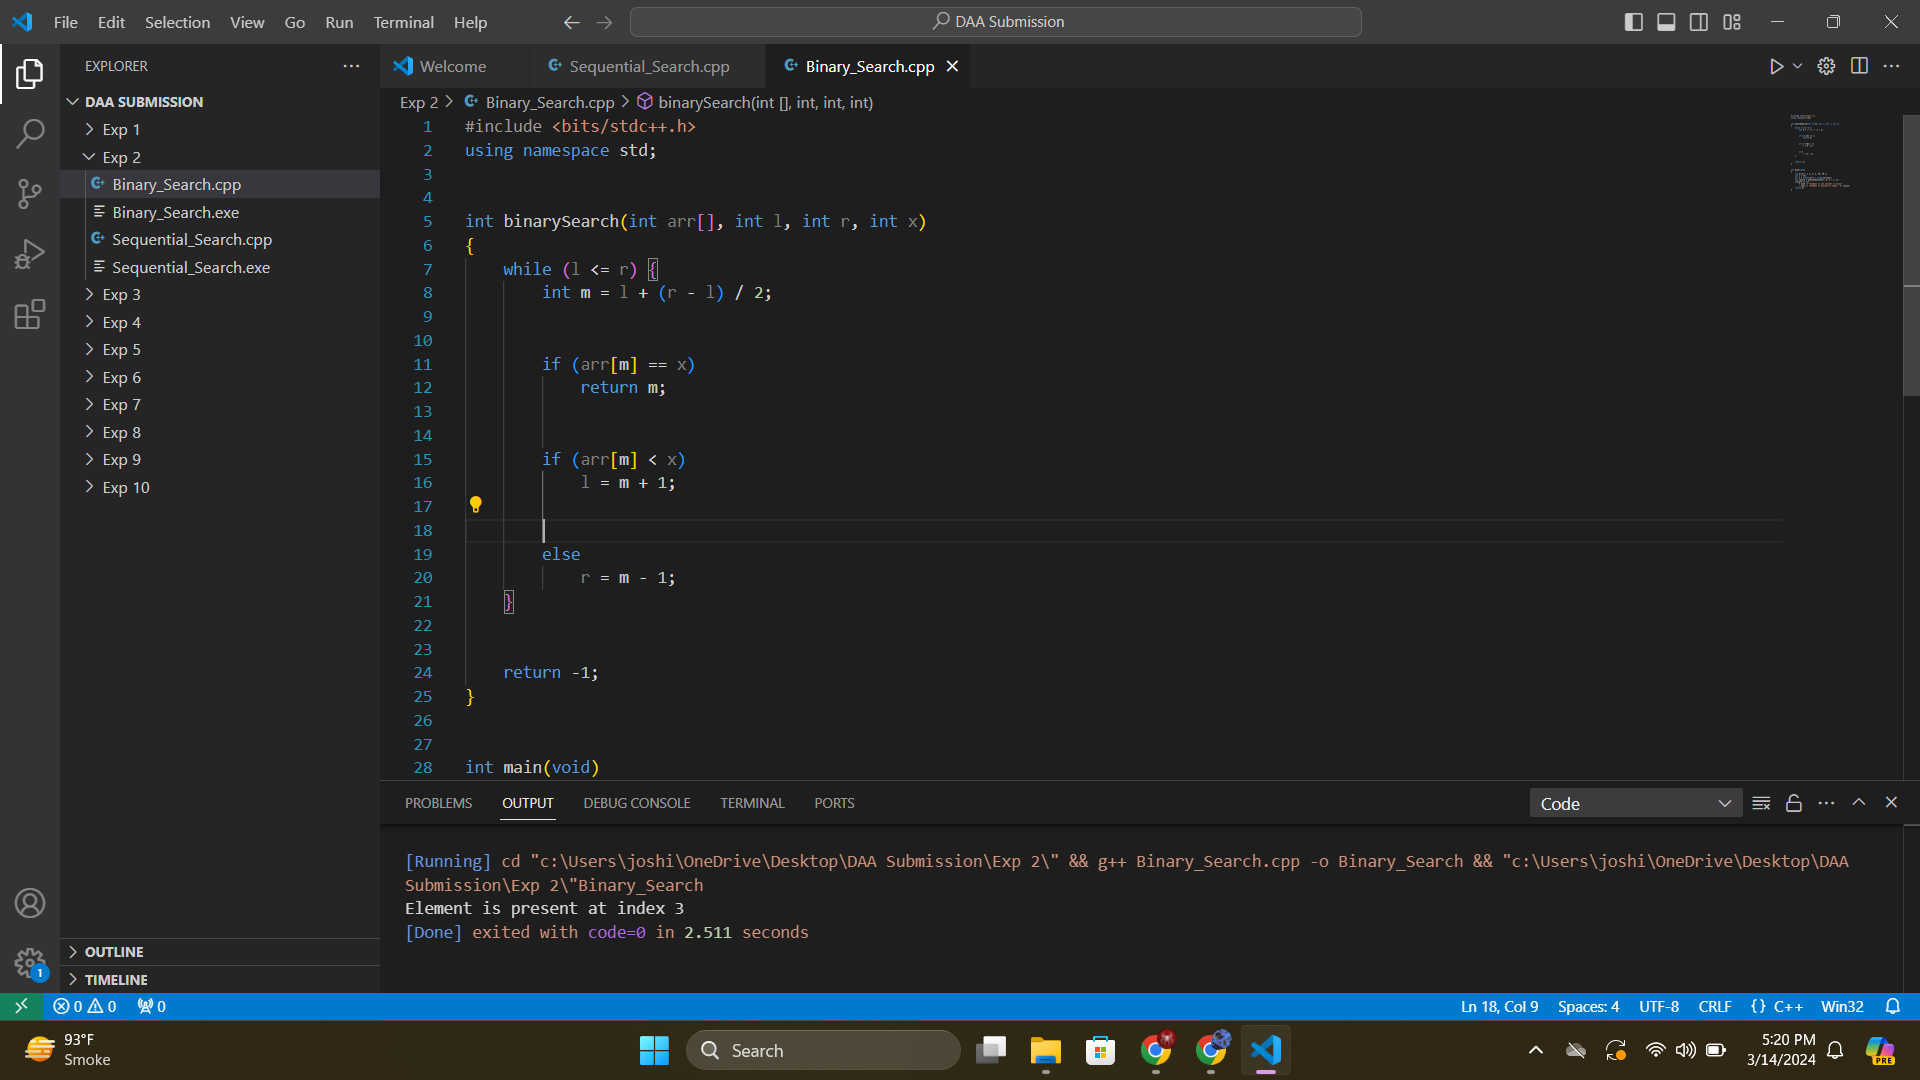 File Edit Selection View Go Run Terminal Help DAA Submission
EXPLORER
DAA SUBMISSION
Exp 1
Exp 2
Binary_Search.cpp
Binary_Search.exe
Sequential_Search.cpp
Sequential_Search.exe
Exp 3
Exp 4
Exp 5
Exp 6
Exp 7
Exp 8
Exp 9
Exp 10
OUTLINE
TIMELINE
Welcome Sequential_Search.cpp Binary_Search.cpp
Exp 2 > Binary_Search.cpp > binarySearch(int [], int, int, int)
1 #include <bits/stdc++.h>
2 using namespace std;
3
4
5 int binarySearch(int arr[], int l, int r, int x)
6 {
7 while (l <= r) {
8 int m = l + (r - l) / 2;
9
10
11 if (arr[m] == x)
12 return m;
13
14
15 if (arr[m] < x)
16 l = m + 1;
17
18
19 else
20 r = m - 1;
21 }
22
23
24 return -1;
25 }
26
27
28 int main(void)
PROBLEMS OUTPUT DEBUG CONSOLE TERMINAL PORTS Code
[Running] cd "c:\Users\joshi\OneDrive\Desktop\DAA Submission\Exp 2\" && g++ Binary_Search.cpp -o Binary_Search && "c:\Users\joshi\OneDrive\Desktop\DAA
Submission\Exp 2\"Binary_Search
Element is present at index 3
[Done] exited with code=0 in 2.511 seconds
1
0 0 0 Ln 18, Col 9 Spaces: 4 UTF-8 CRLF {} C++ Win32
93°F
Smoke
Search
5:20 PM
3/14/2024
PRE